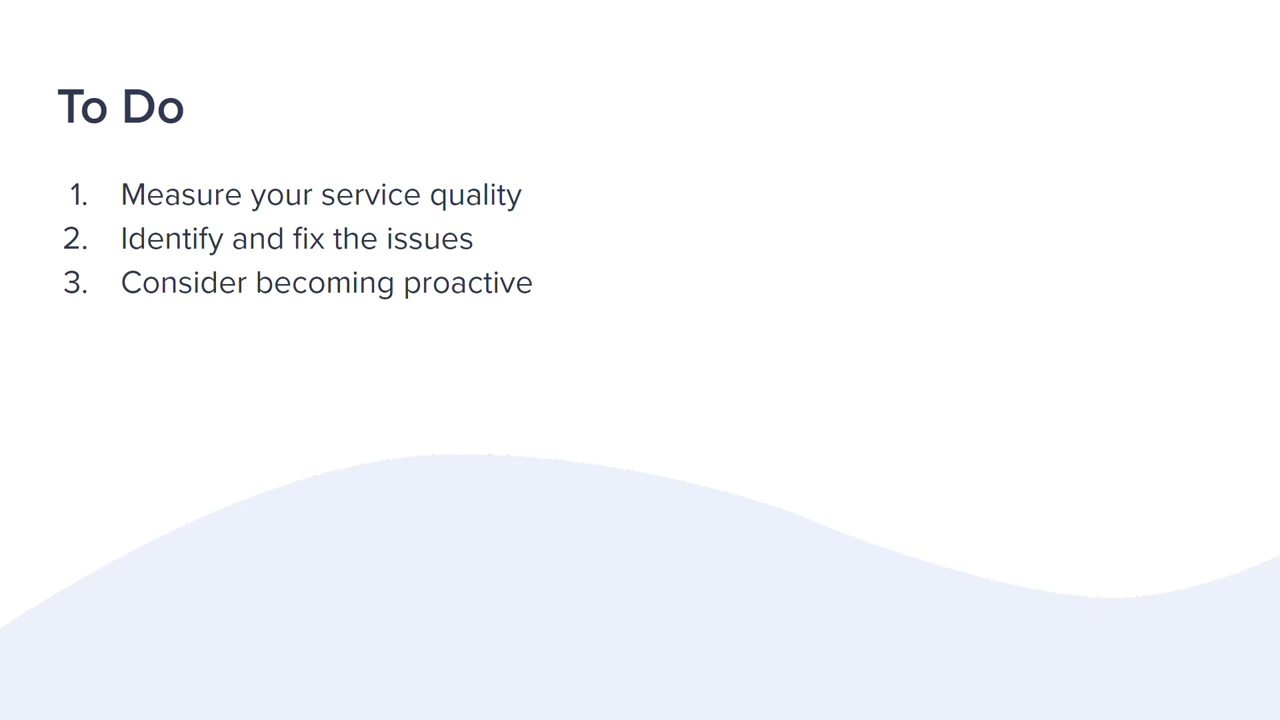 To Do
1. Measure your service quality
2. Identify and fix the issues
3. Consider becoming proactive